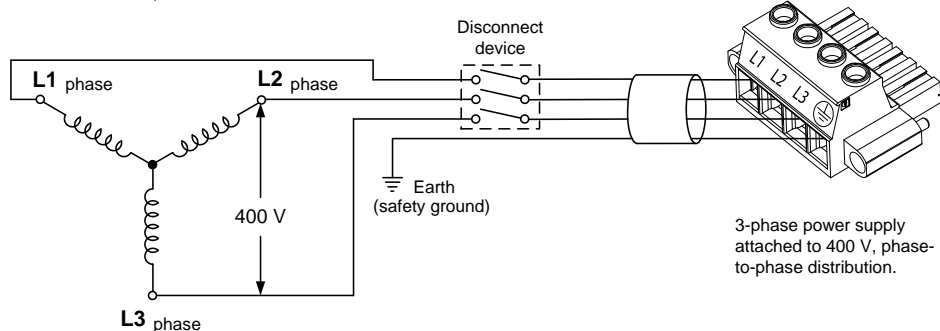 Disconnect
device
L1 phase
L2 phase
L1
L2
L3
400 V
Earth
(safety ground)
3-phase power supply
attached to 400 V, phase-
to-phase distribution.
L3 phase